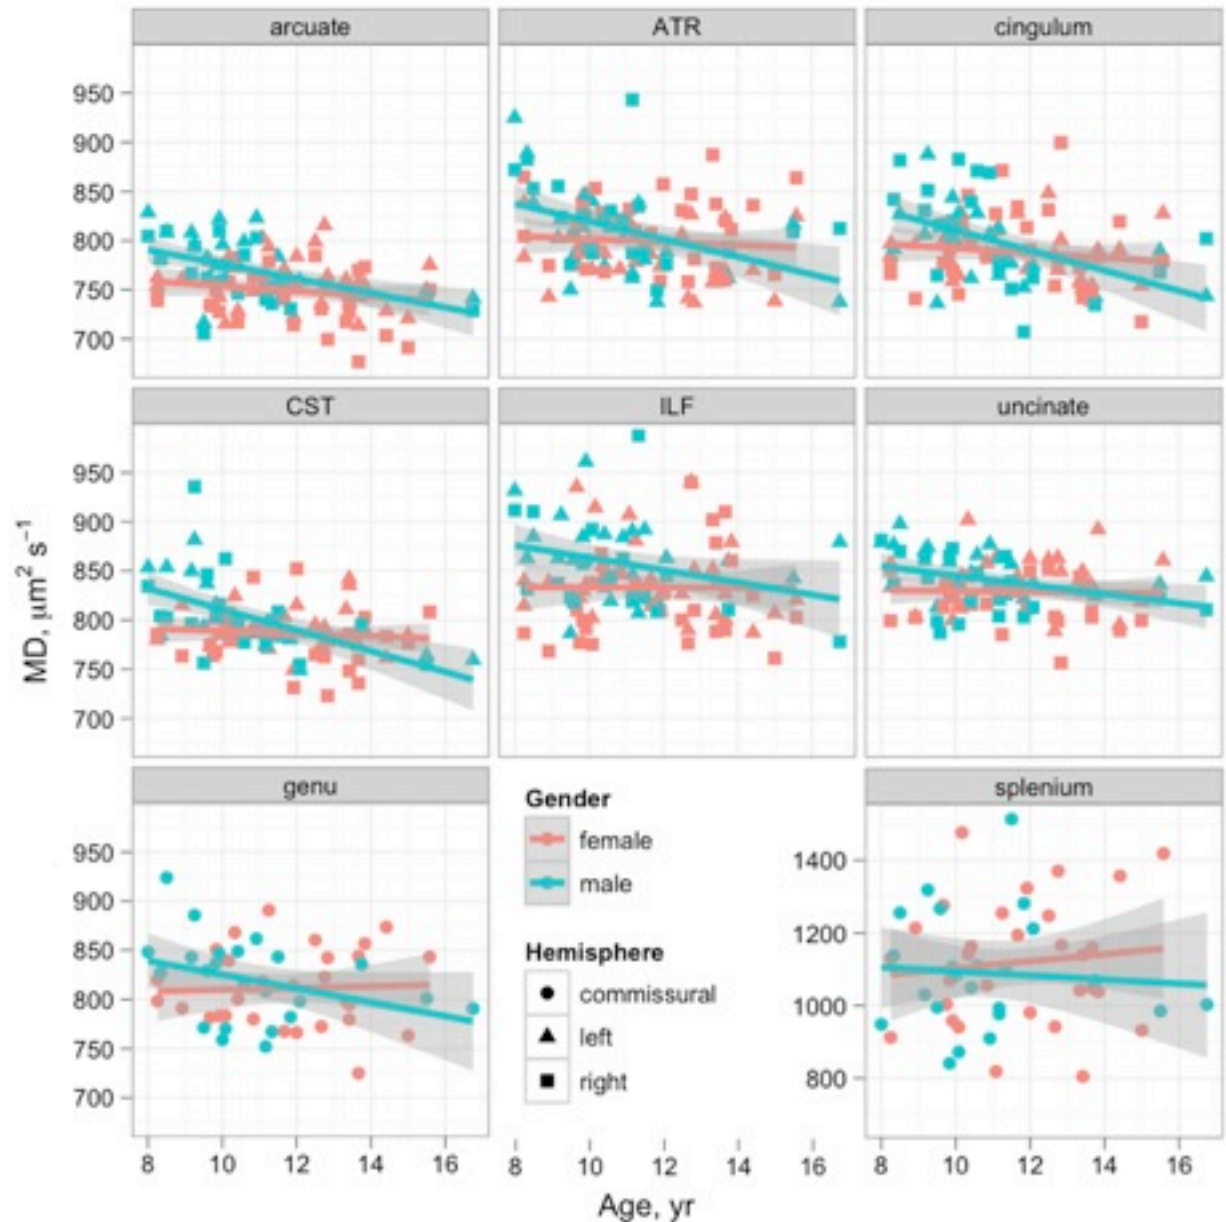 arcuate ATR cingulum
950
900
850
800
750
700
CST ILF uncinate
950
900
850
800
750
700
MD, μm² s⁻¹
genu splenium
950
900
850
800
750
700
Gender
female
male
Hemisphere
commissural
left
right
1400
1200
1000
800
8 10 12 14 16 8 10 12 14 16 8 10 12 14 16
Age, yr